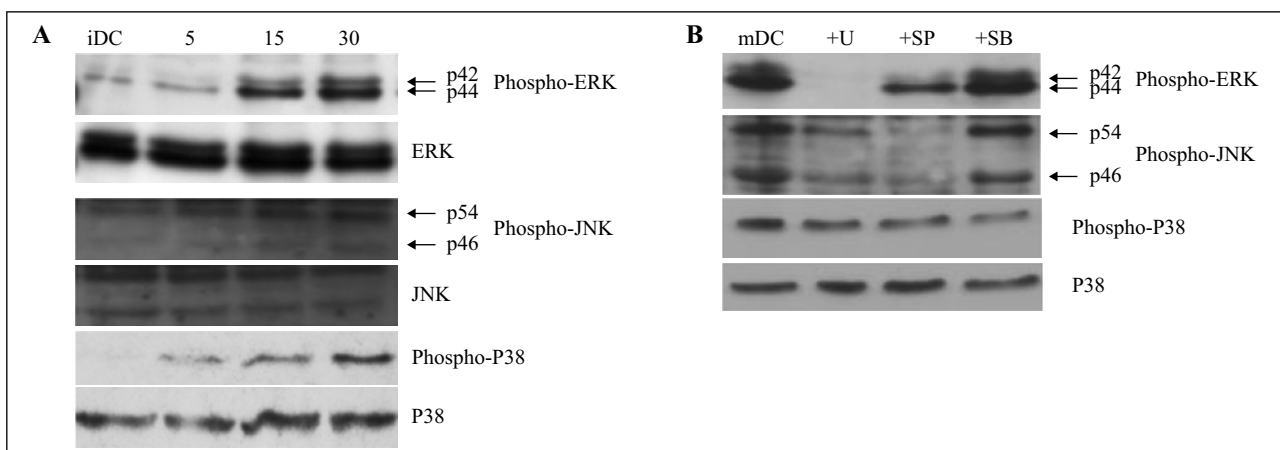 A
iDC 5 15 30
p42
p44
Phospho-ERK
ERK
p54
p46
Phospho-JNK
JNK
Phospho-P38
P38
B
mDC +U +SP +SB
p42
p44
Phospho-ERK
p54
p46
Phospho-JNK
Phospho-P38
P38